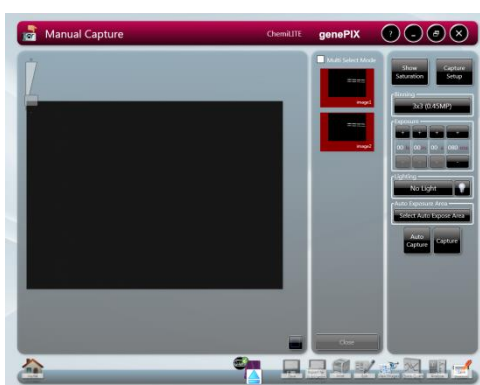 Manual Capture
ChemiLITE
genePIX
?
Multi Select Mode
image1
image2
Close
Show Saturation
Capture Setup
Binning
3x3 (0.45MP)
Exposure
00
00
00
080
Lighting
No Light
Auto Exposure Area
Select Auto Expose Area
Auto Capture
Capture